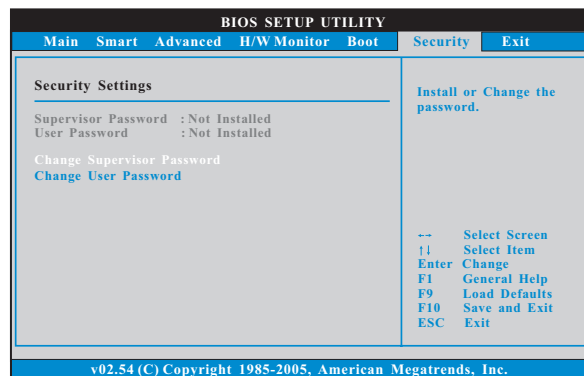 BIOS SETUP UTILITY
Main Smart Advanced H/W Monitor Boot Security Exit
Security Settings
Supervisor Password : Not Installed
User Password : Not Installed
Change Supervisor Password
Change User Password
Install or Change the
password.
←→ Select Screen
↑↓ Select Item
Enter Change
F1 General Help
F9 Load Defaults
F10 Save and Exit
ESC Exit
v02.54 (C) Copyright 1985-2005, American Megatrends, Inc.